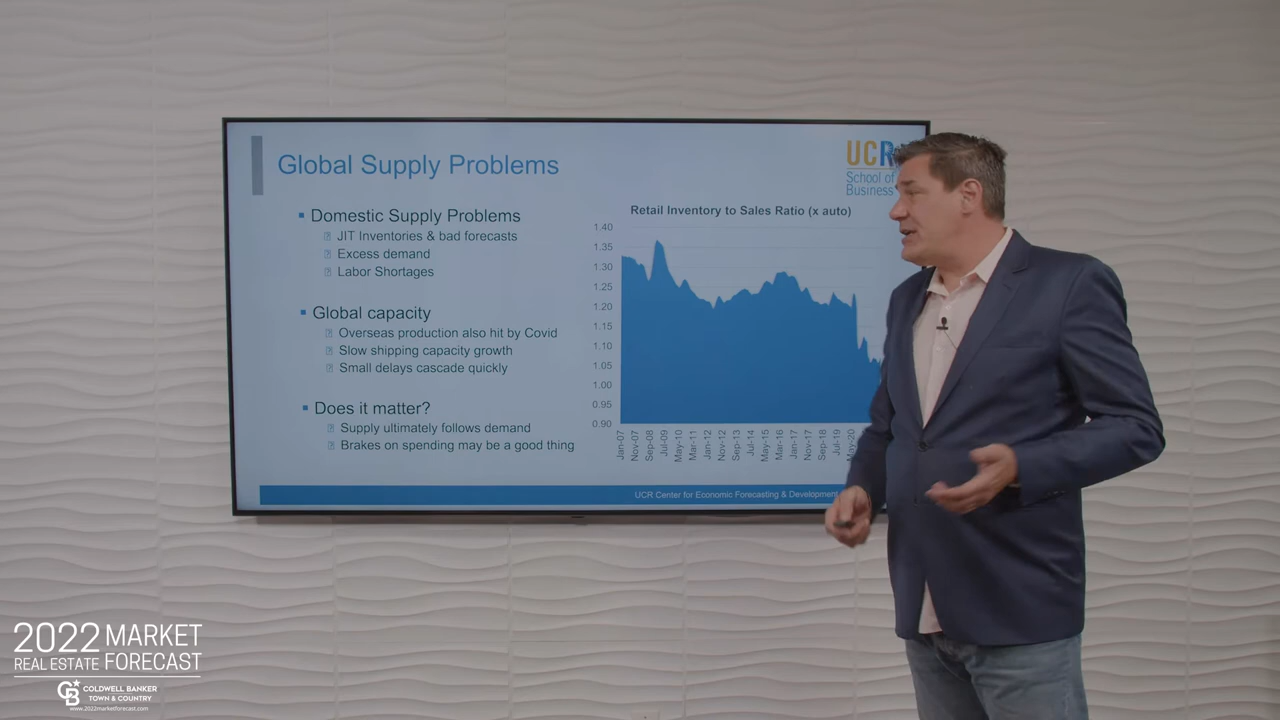 Global Supply Problems
UCR
School of
Business
Domestic Supply Problems
JIT Inventories & bad forecasts
Excess demand
Labor Shortages
Global capacity
Overseas production also hit by Covid
Slow shipping capacity growth
Small delays cascade quickly
Does it matter?
Supply ultimately follows demand
Brakes on spending may be a good thing
Retail Inventory to Sales Ratio (x auto)
1.40
1.35
1.30
1.25
1.20
1.15
1.10
1.05
1.00
0.95
0.90
Jan-07
Nov-07
Sep-08
Jul-09
May-10
Mar-11
Jan-12
Nov-12
Sep-13
Jul-14
May-15
Mar-16
Jan-17
Nov-17
Sep-18
Jul-19
May-20
UCR Center for Economic Forecasting & Development
2022 MARKET
REAL ESTATE FORECAST
CB COLDWELL BANKER
TOWN & COUNTRY
www.2022marketforecast.com